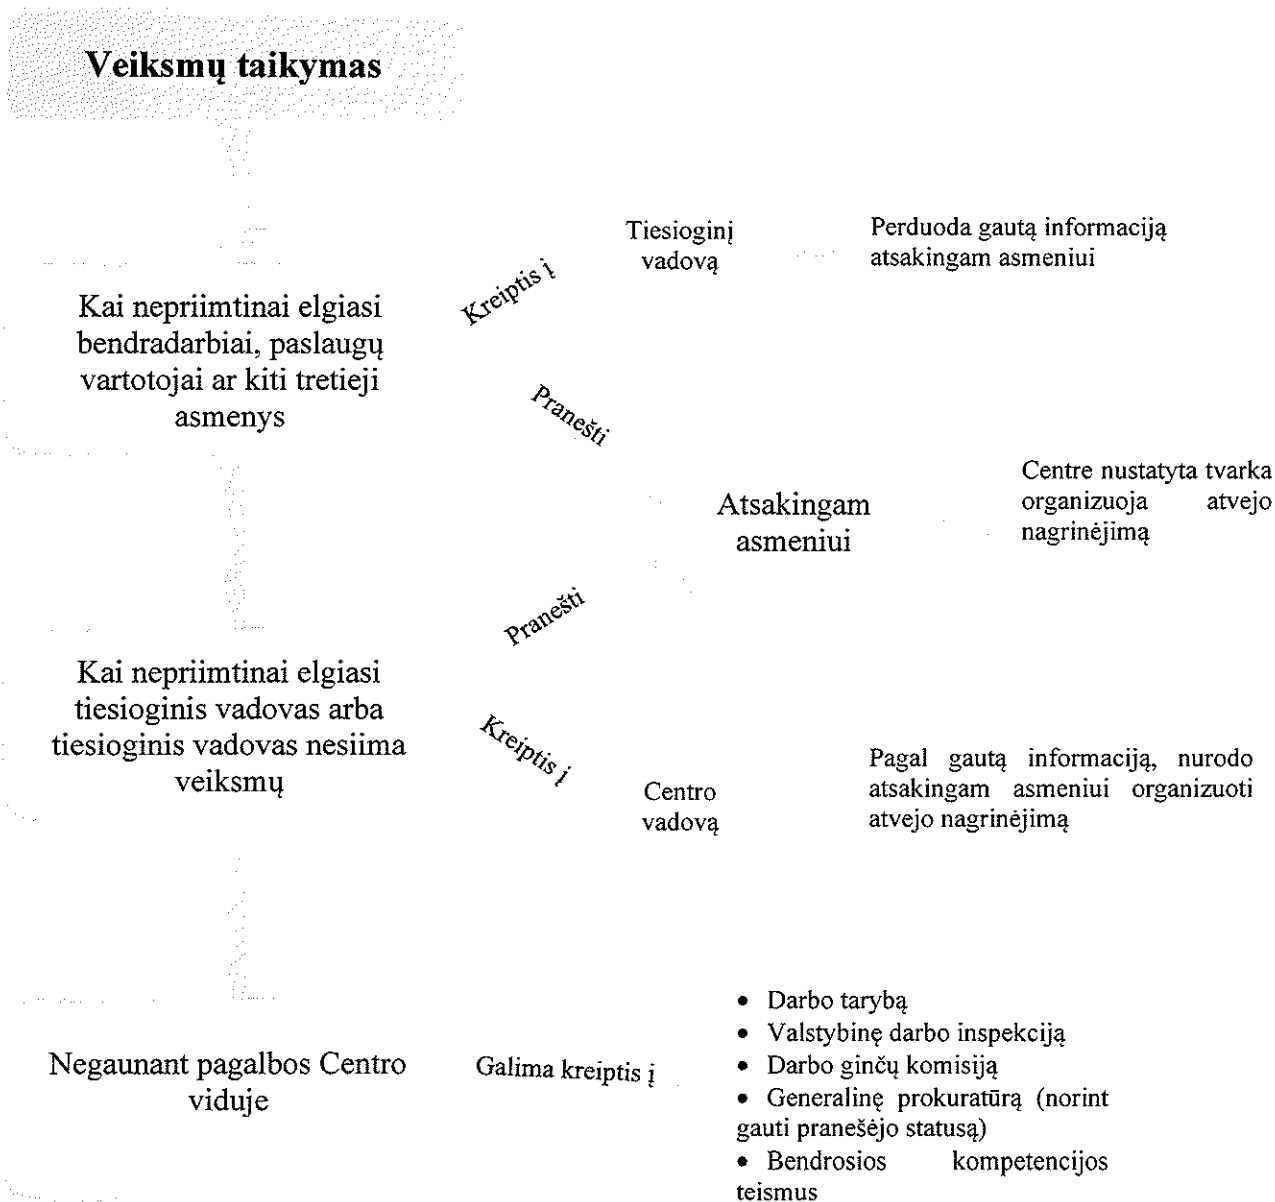 Veiksmų taikymas
Kai nepriimtinai elgiasi
bendradarbiai, paslaugų
vartotojai ar kiti tretieji
asmenys
Kreiptis į
Tiesioginį
vadovą
Perduoda gautą informaciją
atsakingam asmeniui
Pranešti
Atsakingam
asmeniui
Centre nustatyta tvarka
organizuoja atvejo
nagrinėjimą
Kai nepriimtinai elgiasi
tiesioginis vadovas arba
tiesioginis vadovas nesiima
veiksmų
Pranešti
Kreiptis į
Centro
vadovą
Pagal gautą informaciją, nurodo
atsakingam asmeniui organizuoti
atvejo nagrinėjimą
Negaunant pagalbos Centro
viduje
Galima kreiptis į
• Darbo tarybą
• Valstybinę darbo inspekciją
• Darbo ginčų komisiją
• Generalinę prokuratūrą (norint
gauti pranešėjo statusą)
• Bendrosios kompetencijos
teismus